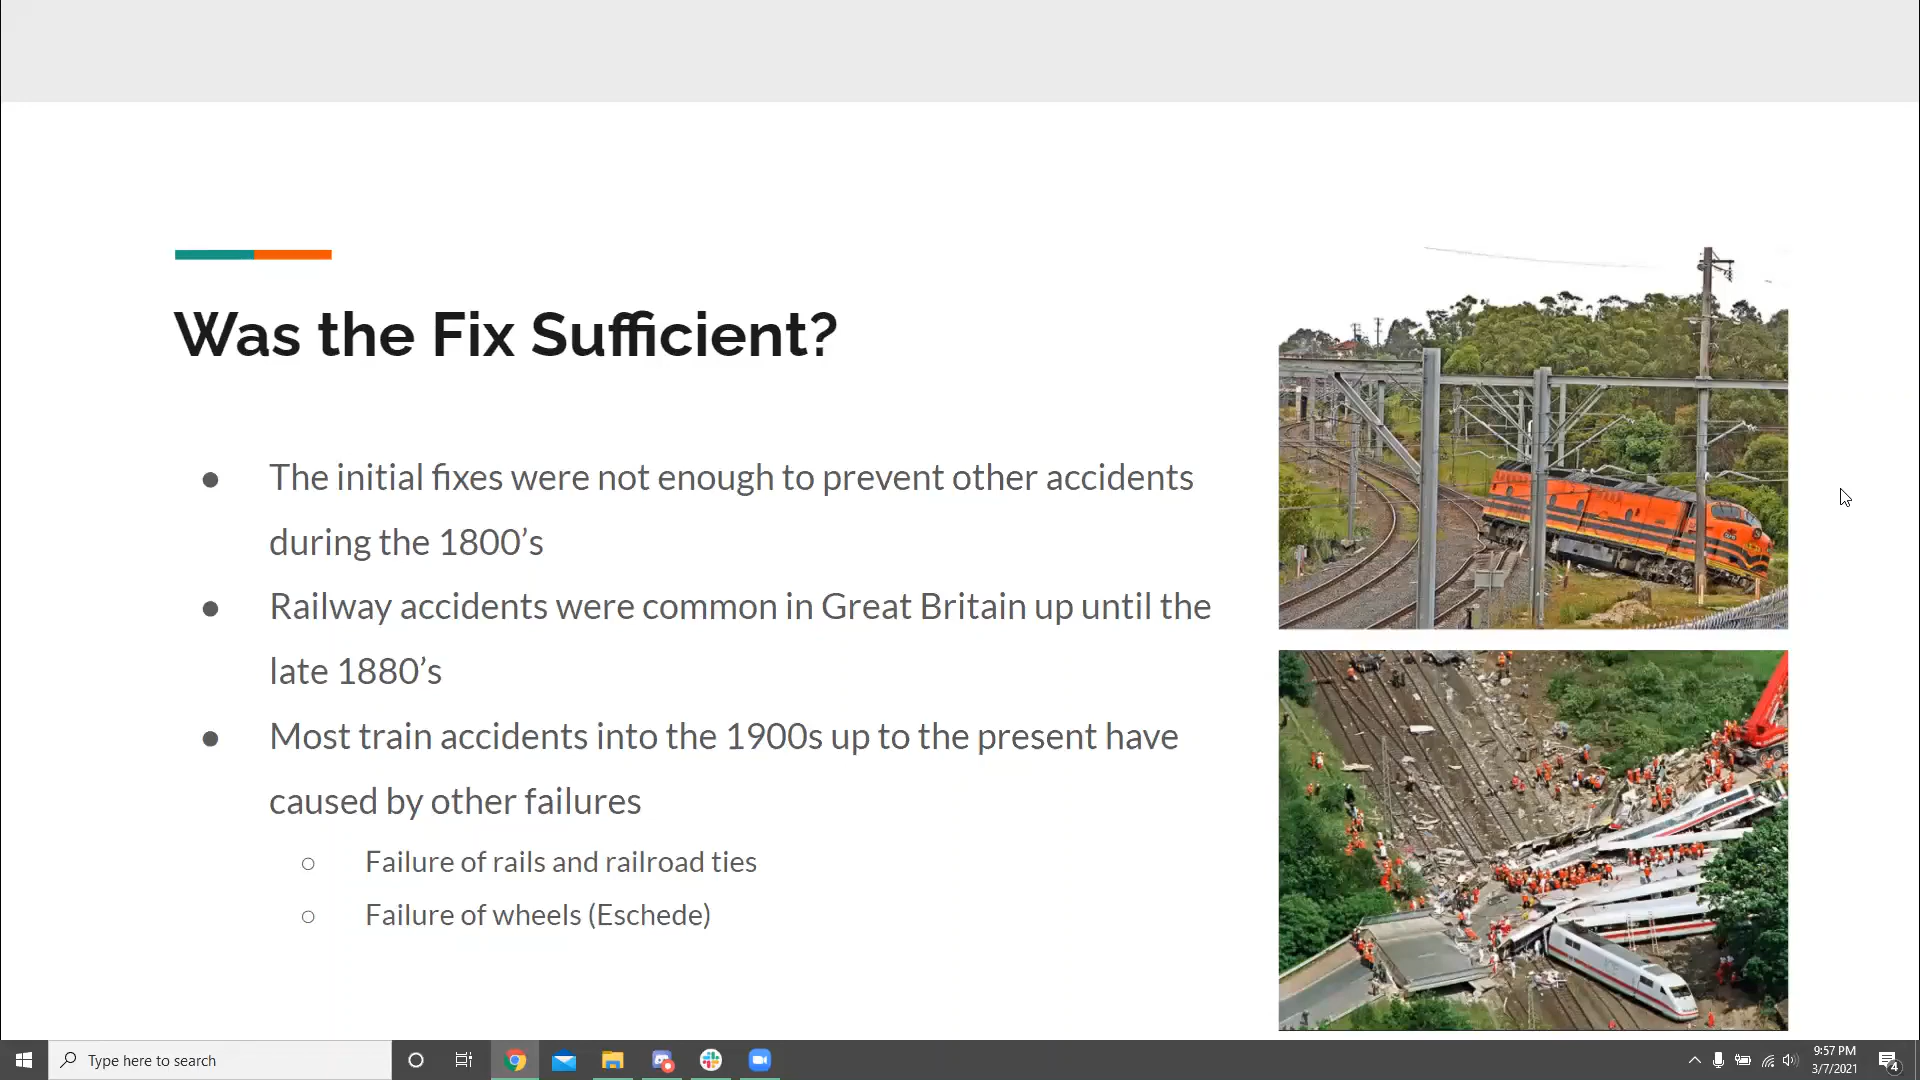 Was the Fix Sufficient?
● The initial fixes were not enough to prevent other accidents
during the 1800’s
● Railway accidents were common in Great Britain up until the
late 1880’s
● Most train accidents into the 1900s up to the present have
caused by other failures
○ Failure of rails and railroad ties
○ Failure of wheels (Eschede)
Type here to search
9:57 PM
3/7/2021
4